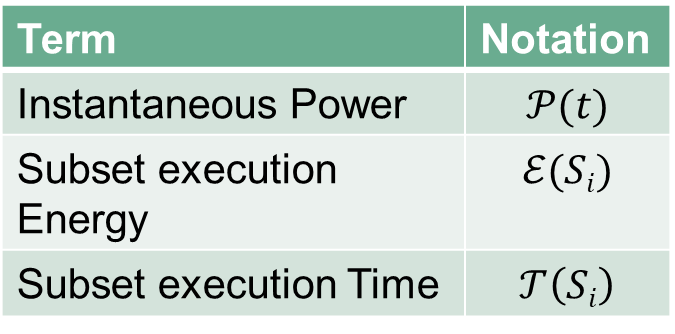 Term Notation
Instantaneous Power 𝒫(t)
Subset execution Energy ℰ(Sᵢ)
Subset execution Time 𝒯(Sᵢ)